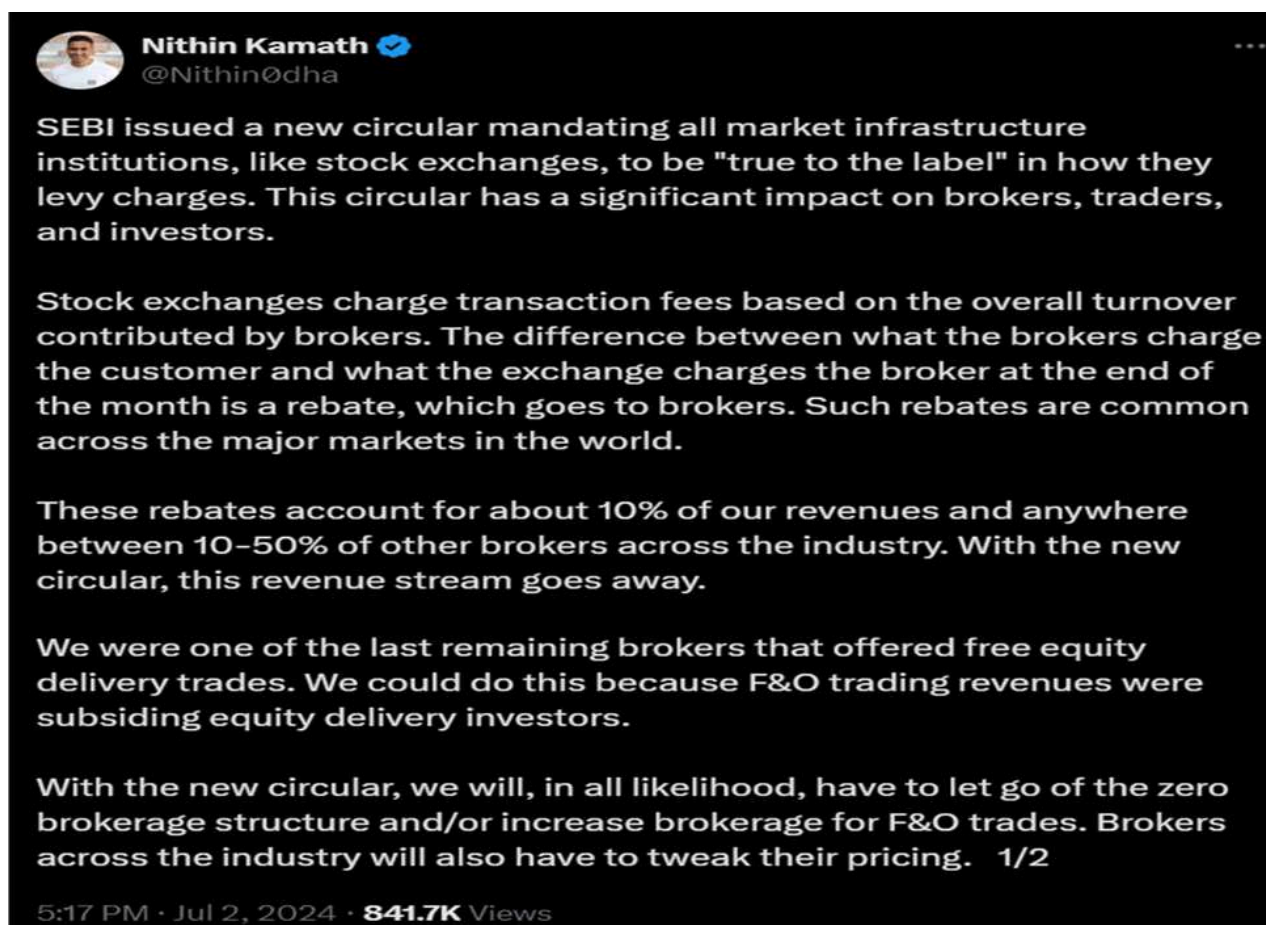 Nithin Kamath
@Nithin0dha
SEBI issued a new circular mandating all market infrastructure
institutions, like stock exchanges, to be "true to the label" in how they
levy charges. This circular has a significant impact on brokers, traders,
and investors.
Stock exchanges charge transaction fees based on the overall turnover
contributed by brokers. The difference between what the brokers charge
the customer and what the exchange charges the broker at the end of
the month is a rebate, which goes to brokers. Such rebates are common
across the major markets in the world.
These rebates account for about 10% of our revenues and anywhere
between 10-50% of other brokers across the industry. With the new
circular, this revenue stream goes away.
We were one of the last remaining brokers that offered free equity
delivery trades. We could do this because F&O trading revenues were
subsiding equity delivery investors.
With the new circular, we will, in all likelihood, have to let go of the zero
brokerage structure and/or increase brokerage for F&O trades. Brokers
across the industry will also have to tweak their pricing. 1/2
5:17 PM · Jul 2, 2024 · 841.7K Views